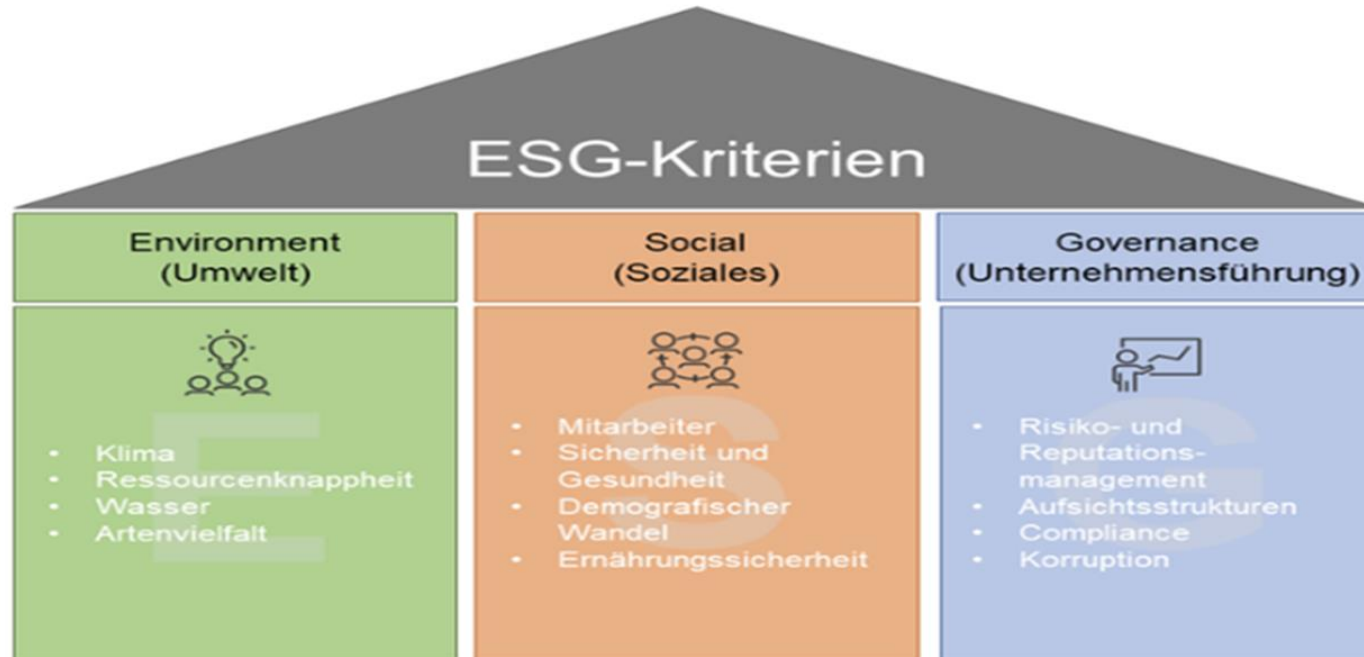 ESG-Kriterien
Environment
(Umwelt)
Social
(Soziales)
Governance
(Unternehmensführung)
E
• Klima
• Ressourcenknappheit
• Wasser
• Artenvielfalt
S
• Mitarbeiter
• Sicherheit und
Gesundheit
• Demografischer
Wandel
• Ernährungssicherheit
G
• Risiko- und
Reputations-
management
• Aufsichtsstrukturen
• Compliance
• Korruption